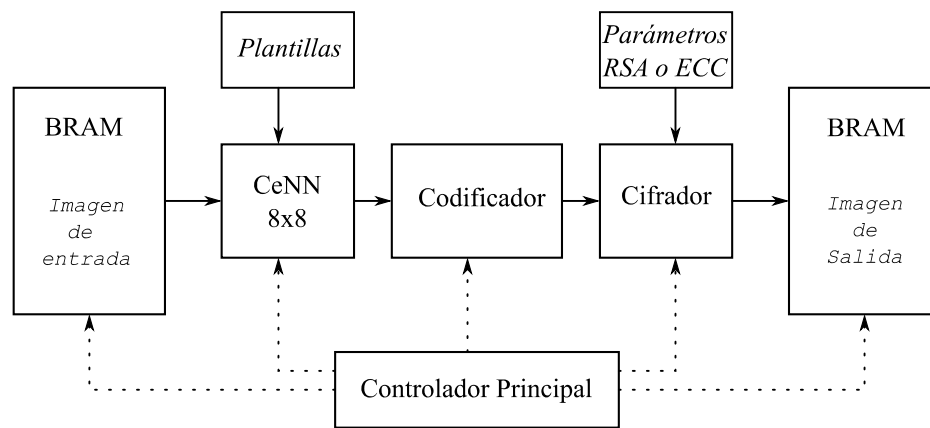 Plantillas
Parámetros
RSA o ECC
BRAM
Imagen
de
entrada
CeNN
8x8
Codificador
Cifrador
BRAM
Imagen
de
Salida
Controlador Principal